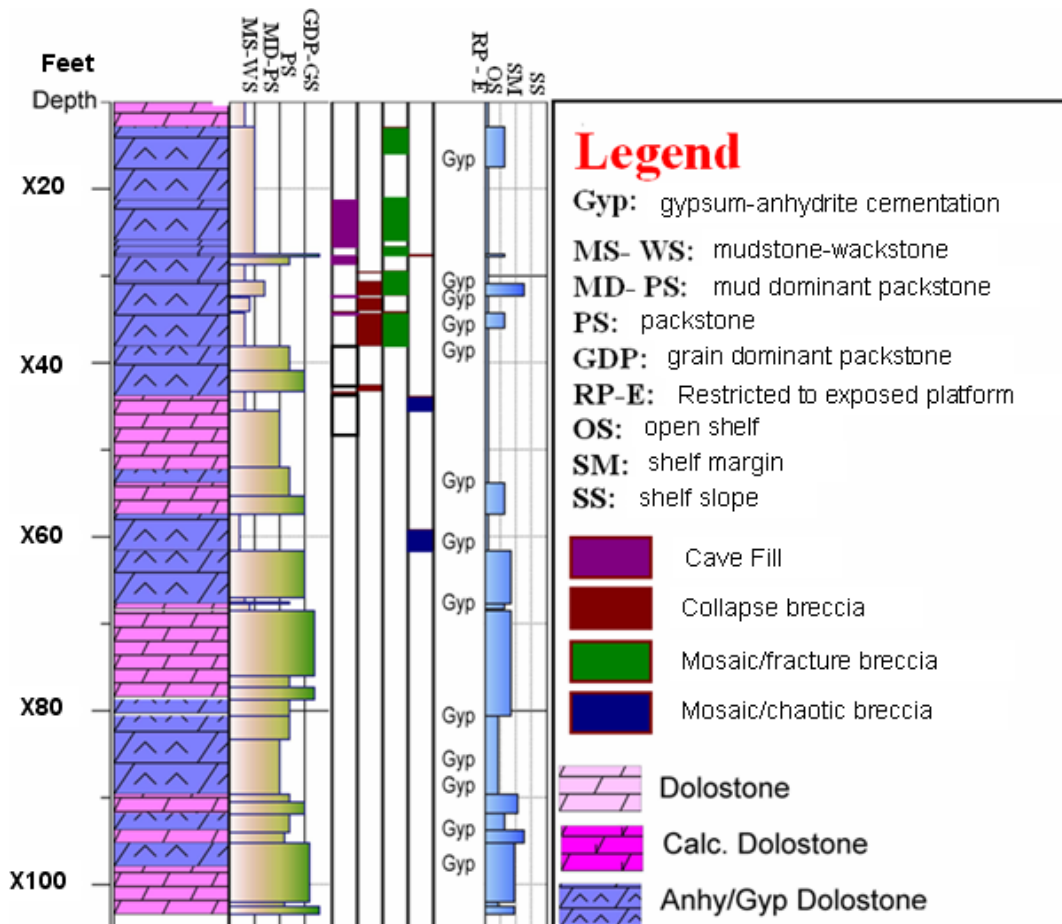 MS-WS
MD-PS
PS
GDP-GS
RP - E
OS
SM
SS
Feet
Depth
X20
X40
X60
X80
X100
Gyp
Gyp
Gyp
Gyp
Gyp
Gyp
Gyp
Gyp
Gyp
Gyp
Gyp
Gyp
Gyp
Legend
Gyp: gypsum-anhydrite cementation
MS- WS: mudstone-wackstone
MD- PS: mud dominant packstone
PS: packstone
GDP: grain dominant packstone
RP-E: Restricted to exposed platform
OS: open shelf
SM: shelf margin
SS: shelf slope
Cave Fill
Collapse breccia
Mosaic/fracture breccia
Mosaic/chaotic breccia
Dolostone
Calc. Dolostone
Anhy/Gyp Dolostone